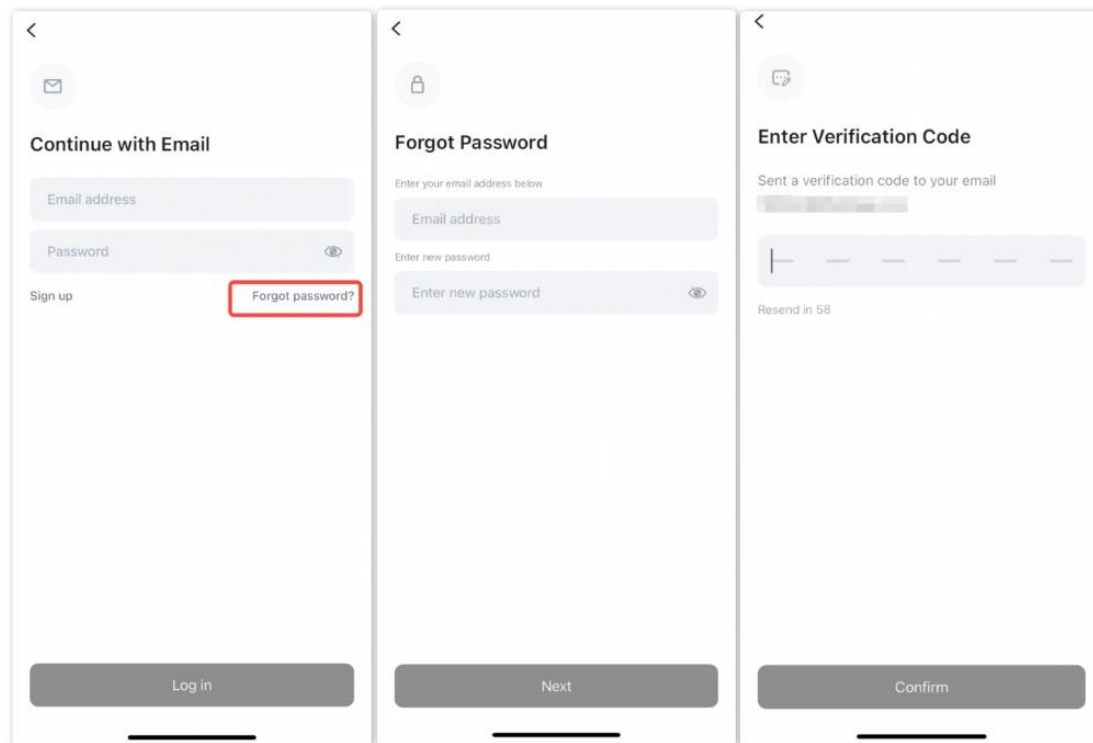 Continue with Email
Email address
Password
Sign up
Forgot password?
Log in
Forgot Password
Enter your email address below
Email address
Enter new password
Enter new password
Next
Enter Verification Code
Sent a verification code to your email
Resend in 58
Confirm